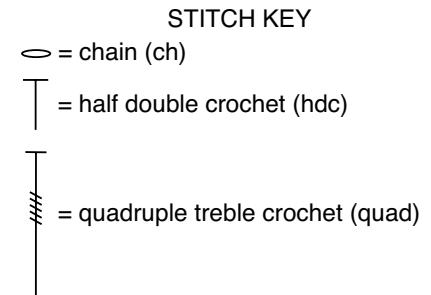 STITCH KEY
= chain (ch)
= half double crochet (hdc)
= quadruple treble crochet (quad)